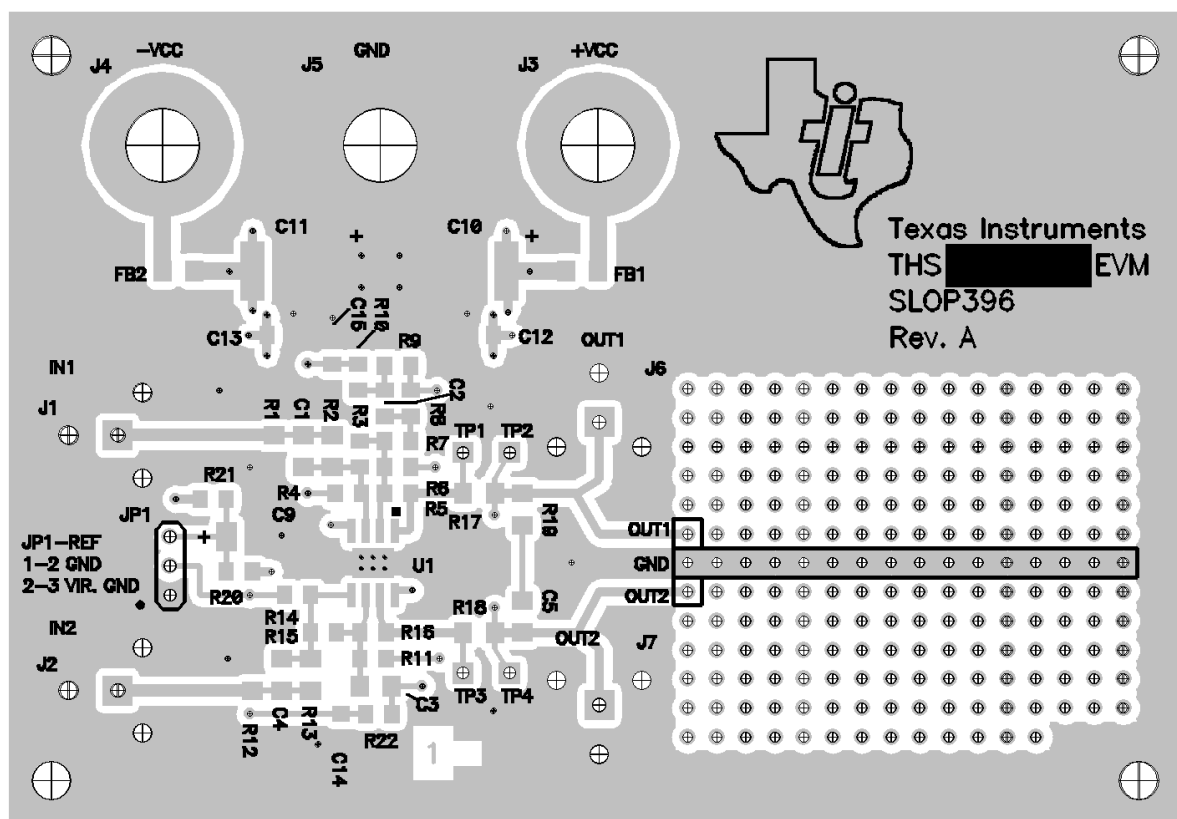 -VCC GND +VCC
J4 J5 J3
C11 C10
+ +
FB2 FB1
Texas Instruments
THS EVM
SLOP396
Rev. A
C15 R10
C13 R9 C12 OUT1
IN1 J6
C2
J1 R1 C1 R2 R3
R7 TP1 TP2
R21
R4 R6
JP1 C9 R5 R17 R19
+
JP1-REF OUT1
1-2 GND U1 GND
2-3 VIR. GND R20 OUT2
C5
IN2 R14 R18
R15 R16 OUT2 J7
J2 R11
TP3 TP4
C3
R12 C4 R13
R22 1
C14